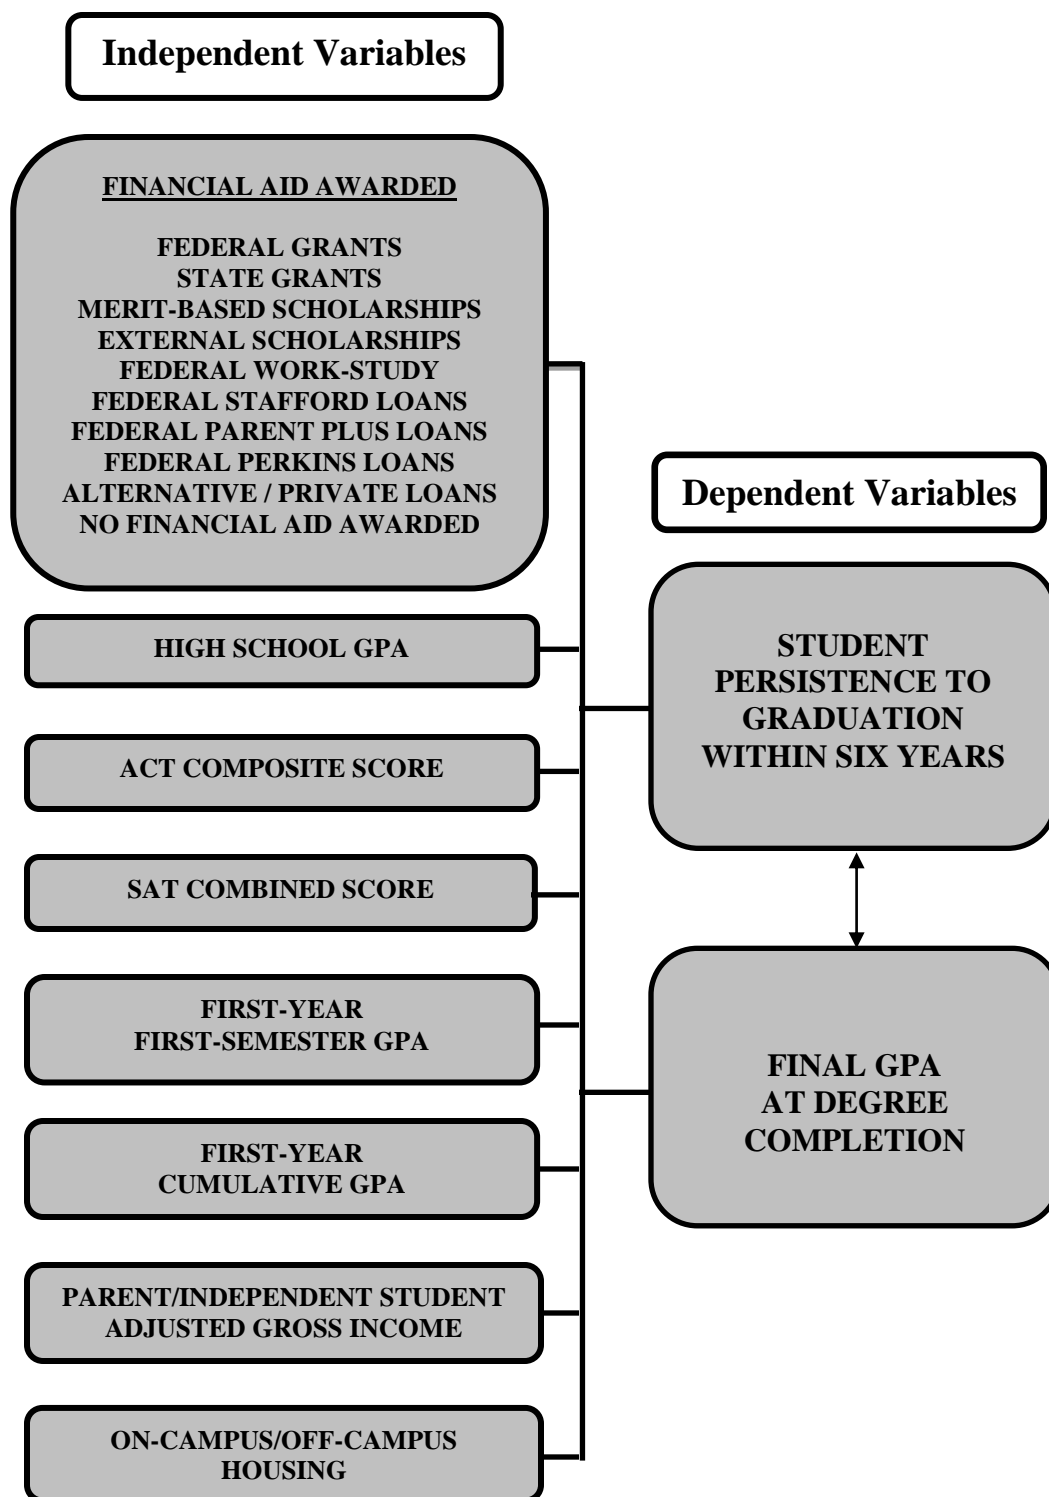 Independent Variables
FINANCIAL AID AWARDED
FEDERAL GRANTS
STATE GRANTS
MERIT-BASED SCHOLARSHIPS
EXTERNAL SCHOLARSHIPS
FEDERAL WORK-STUDY
FEDERAL STAFFORD LOANS
FEDERAL PARENT PLUS LOANS
FEDERAL PERKINS LOANS
ALTERNATIVE / PRIVATE LOANS
NO FINANCIAL AID AWARDED
HIGH SCHOOL GPA
ACT COMPOSITE SCORE
SAT COMBINED SCORE
FIRST-YEAR
FIRST-SEMESTER GPA
FIRST-YEAR
CUMULATIVE GPA
PARENT/INDEPENDENT STUDENT
ADJUSTED GROSS INCOME
ON-CAMPUS/OFF-CAMPUS
HOUSING
Dependent Variables
STUDENT
PERSISTENCE TO
GRADUATION
WITHIN SIX YEARS
FINAL GPA
AT DEGREE
COMPLETION